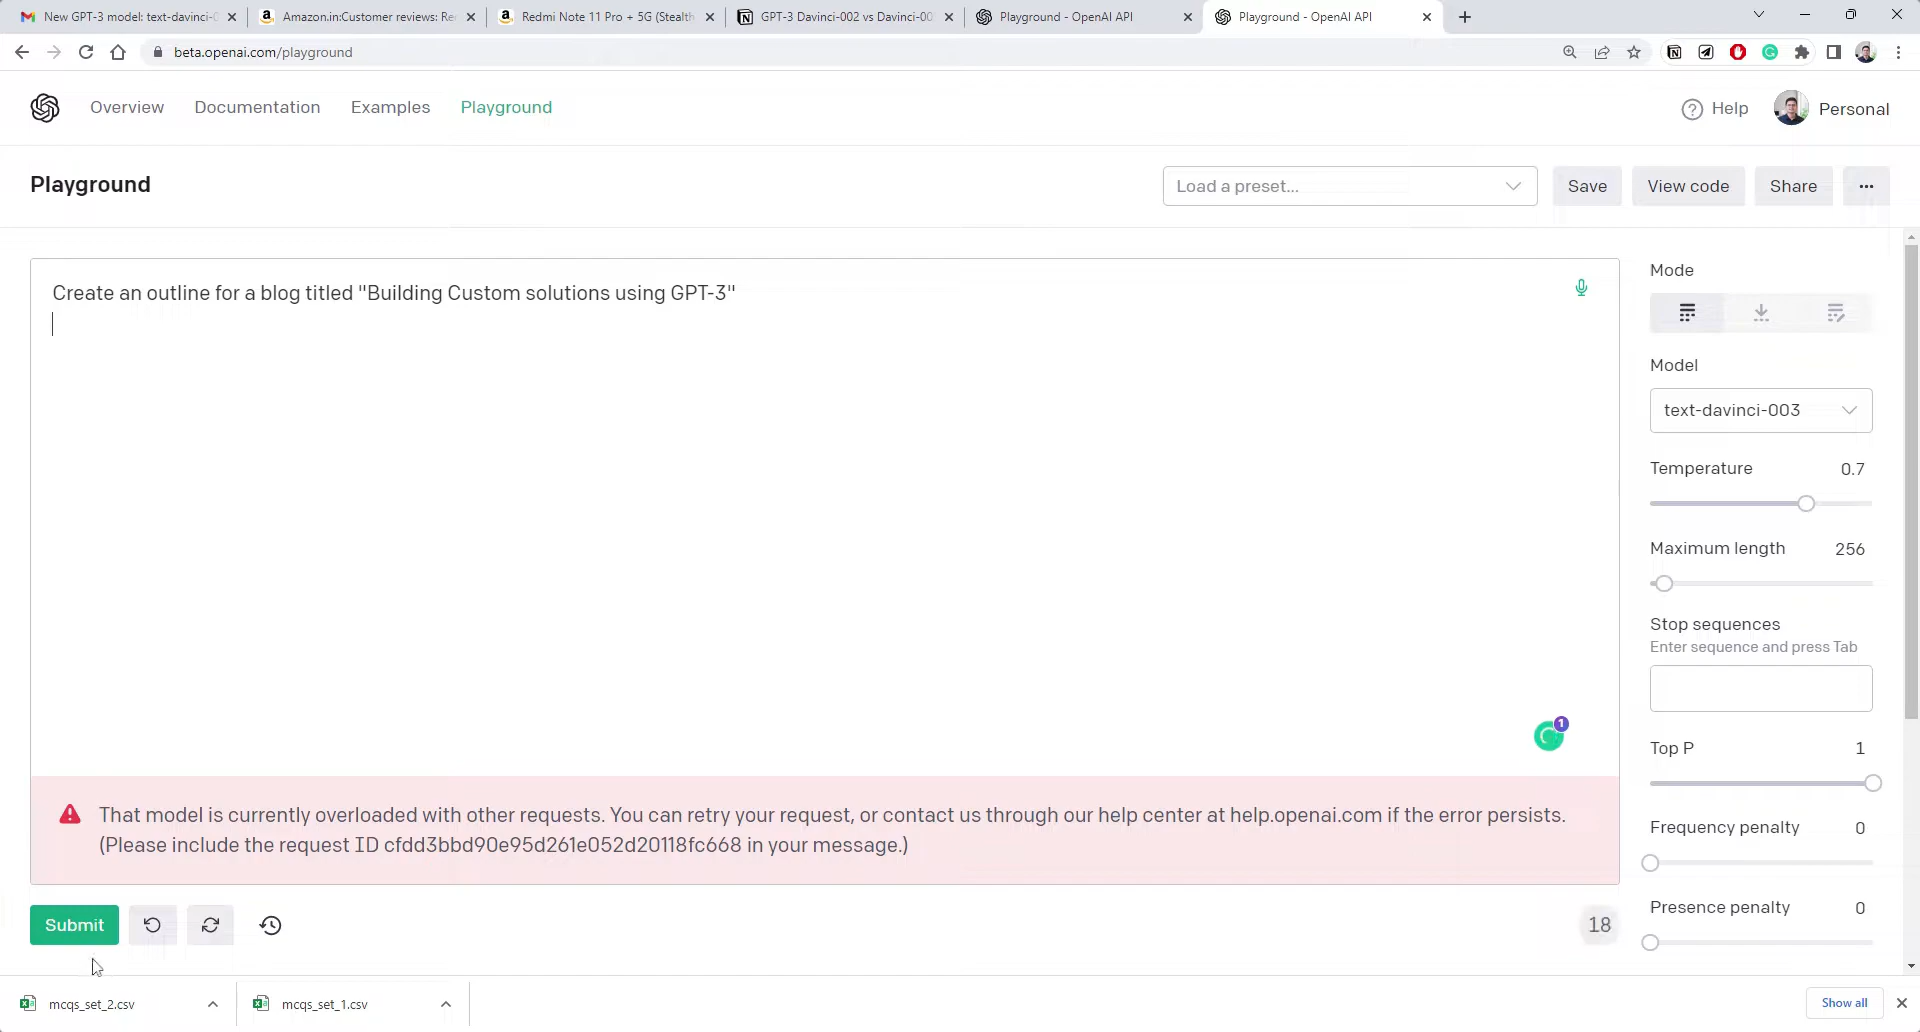 New GPT-3 model: text-davinci-0
Amazon.in:Customer reviews: Re
Redmi Note 11 Pro + 5G (Stealth
GPT-3 Davinci-002 vs Davinci-00
Playground - OpenAI API
Playground - OpenAI API
beta.openai.com/playground
Overview
Documentation
Examples
Playground
Help
Personal
Playground
Load a preset...
Save
View code
Share
Create an outline for a blog titled "Building Custom solutions using GPT-3"
Mode
Model
text-davinci-003
Temperature
0.7
Maximum length
256
Stop sequences
Enter sequence and press Tab
Top P
1
Frequency penalty
0
Presence penalty
0
1
That model is currently overloaded with other requests. You can retry your request, or contact us through our help center at help.openai.com if the error persists.
(Please include the request ID cfdd3bbd90e95d261e052d20118fc668 in your message.)
Submit
18
mcqs_set_2.csv
mcqs_set_1.csv
Show all